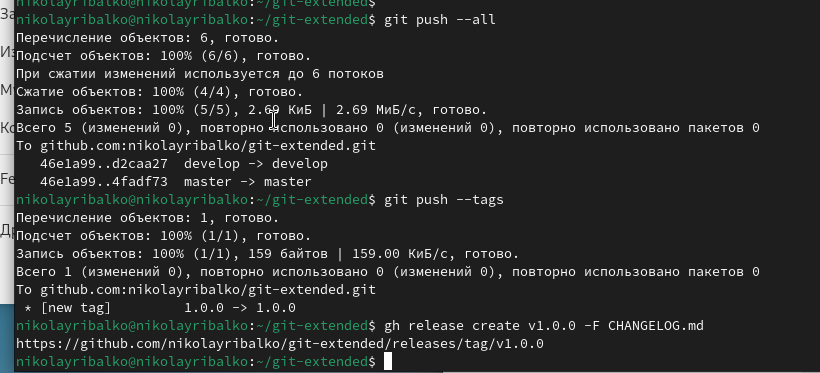 nikolayribalko@nikolayribalko:~/git-extended$
nikolayribalko@nikolayribalko:~/git-extended$ git push --all
Перечисление объектов: 6, готово.
Подсчет объектов: 100% (6/6), готово.
При сжатии изменений используется до 6 потоков
Сжатие объектов: 100% (4/4), готово.
Запись объектов: 100% (5/5), 2.69 КиБ | 2.69 МиБ/с, готово.
Всего 5 (изменений 0), повторно использовано 0 (изменений 0), повторно использовано пакетов 0
To github.com:nikolayribalko/git-extended.git
   46e1a99..d2caa27  develop -> develop
   46e1a99..4fadf73  master -> master
nikolayribalko@nikolayribalko:~/git-extended$ git push --tags
Перечисление объектов: 1, готово.
Подсчет объектов: 100% (1/1), готово.
Запись объектов: 100% (1/1), 159 байтов | 159.00 КиБ/с, готово.
Всего 1 (изменений 0), повторно использовано 0 (изменений 0), повторно использовано пакетов 0
To github.com:nikolayribalko/git-extended.git
 * [new tag]         1.0.0 -> 1.0.0
nikolayribalko@nikolayribalko:~/git-extended$ gh release create v1.0.0 -F CHANGELOG.md
https://github.com/nikolayribalko/git-extended/releases/tag/v1.0.0
nikolayribalko@nikolayribalko:~/git-extended$